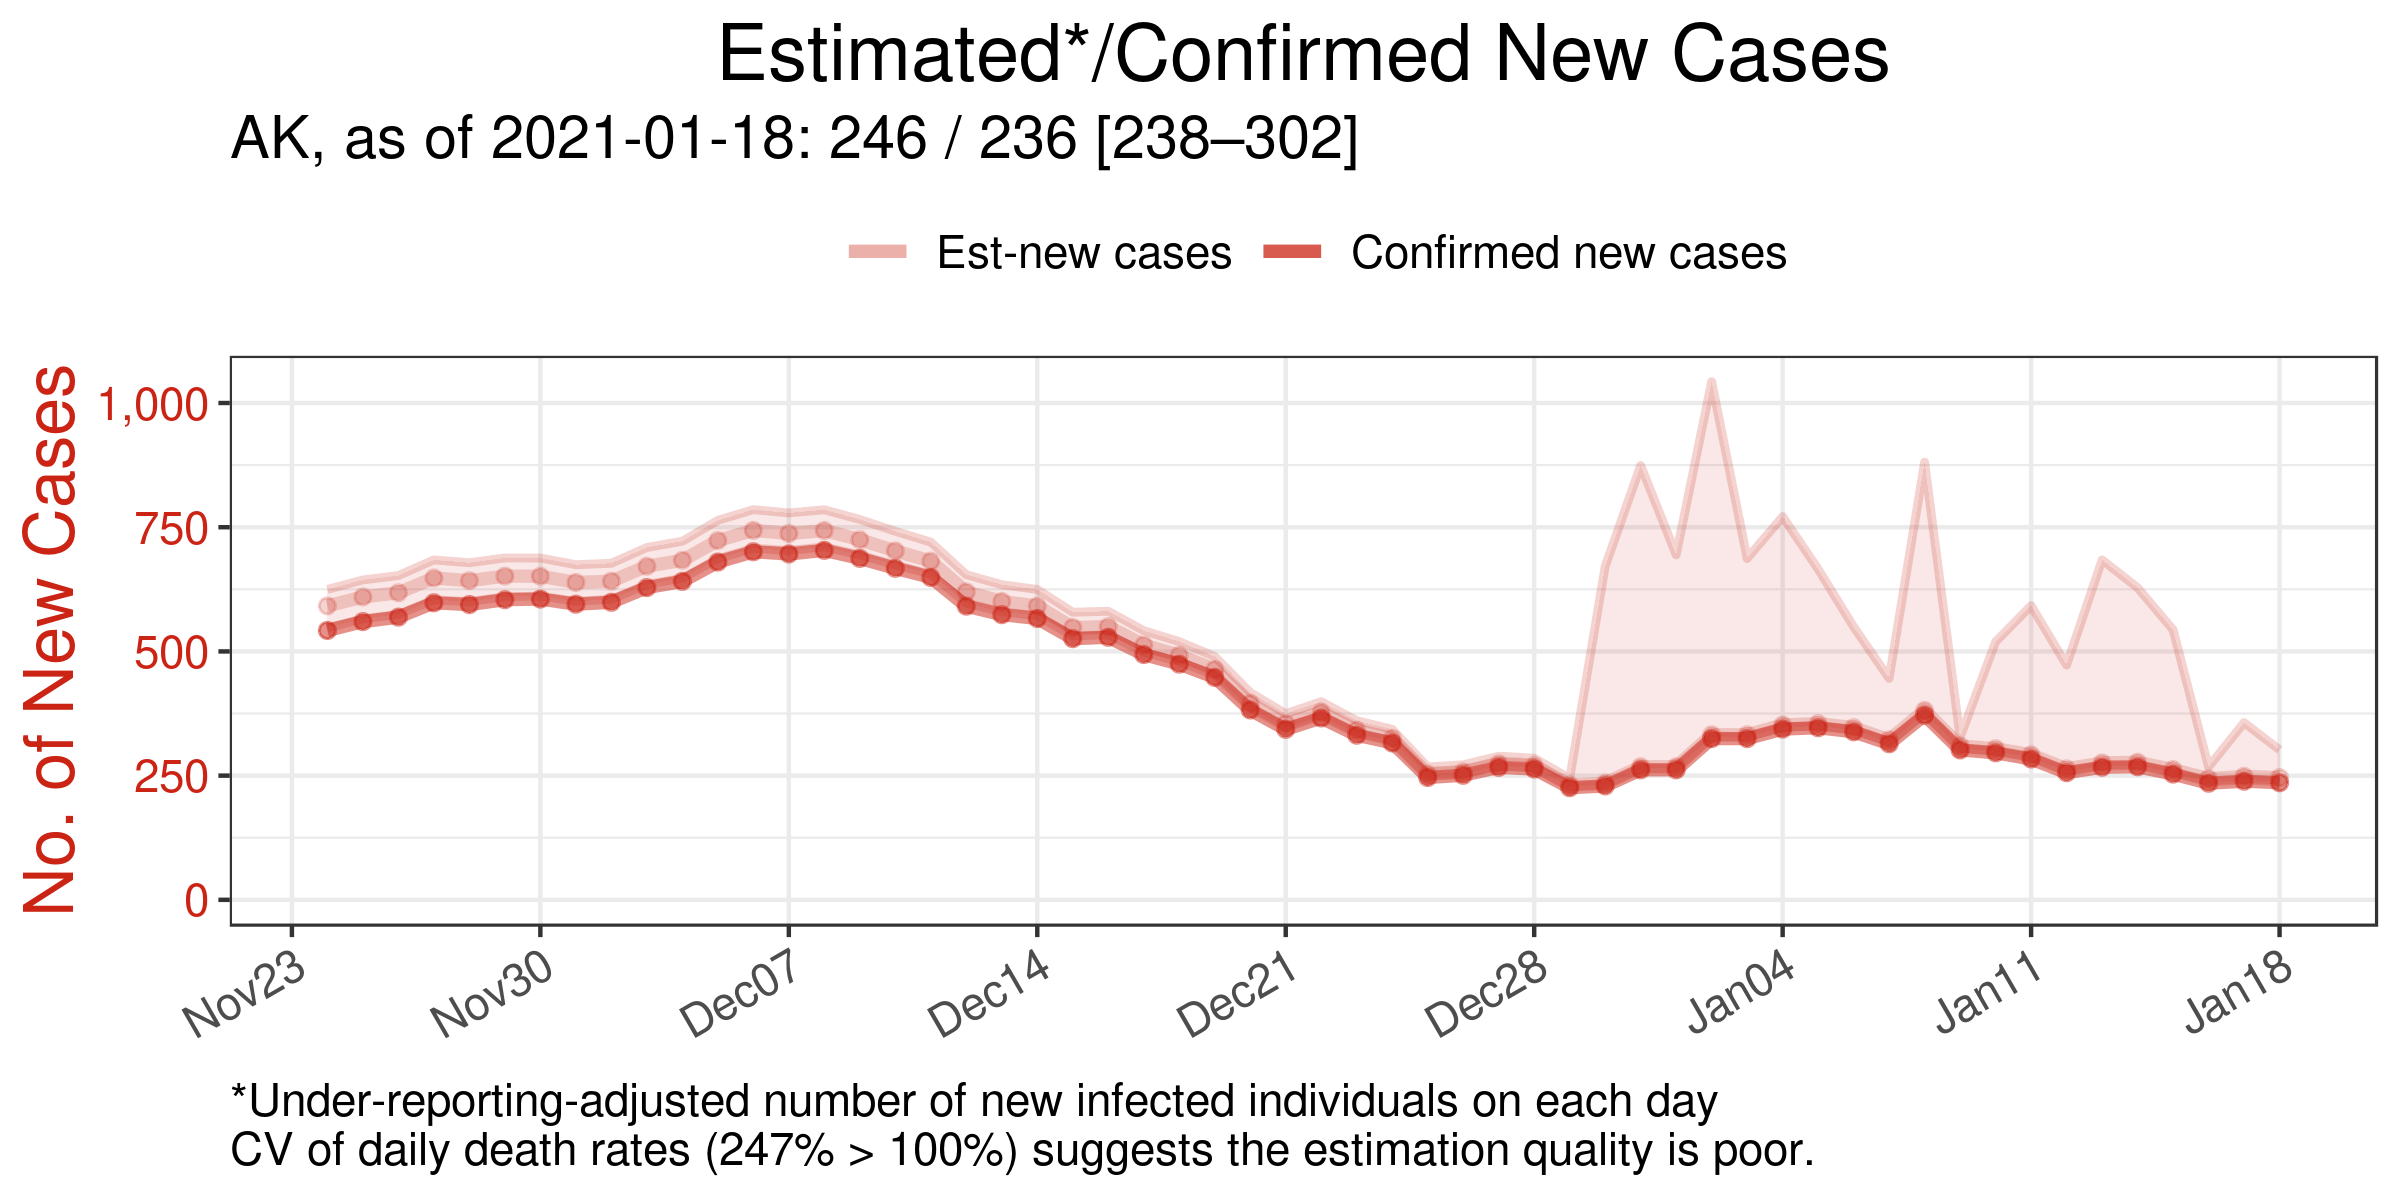 Estimated*/Confirmed New Cases
AK, as of 2021-01-18: 246 / 236 [238–302]
Est-new cases Confirmed new cases
No. of New Cases
1,000
750
500
250
0
Nov23 Nov30 Dec07 Dec14 Dec21 Dec28 Jan04 Jan11 Jan18
*Under-reporting-adjusted number of new infected individuals on each day
CV of daily death rates (247% > 100%) suggests the estimation quality is poor.